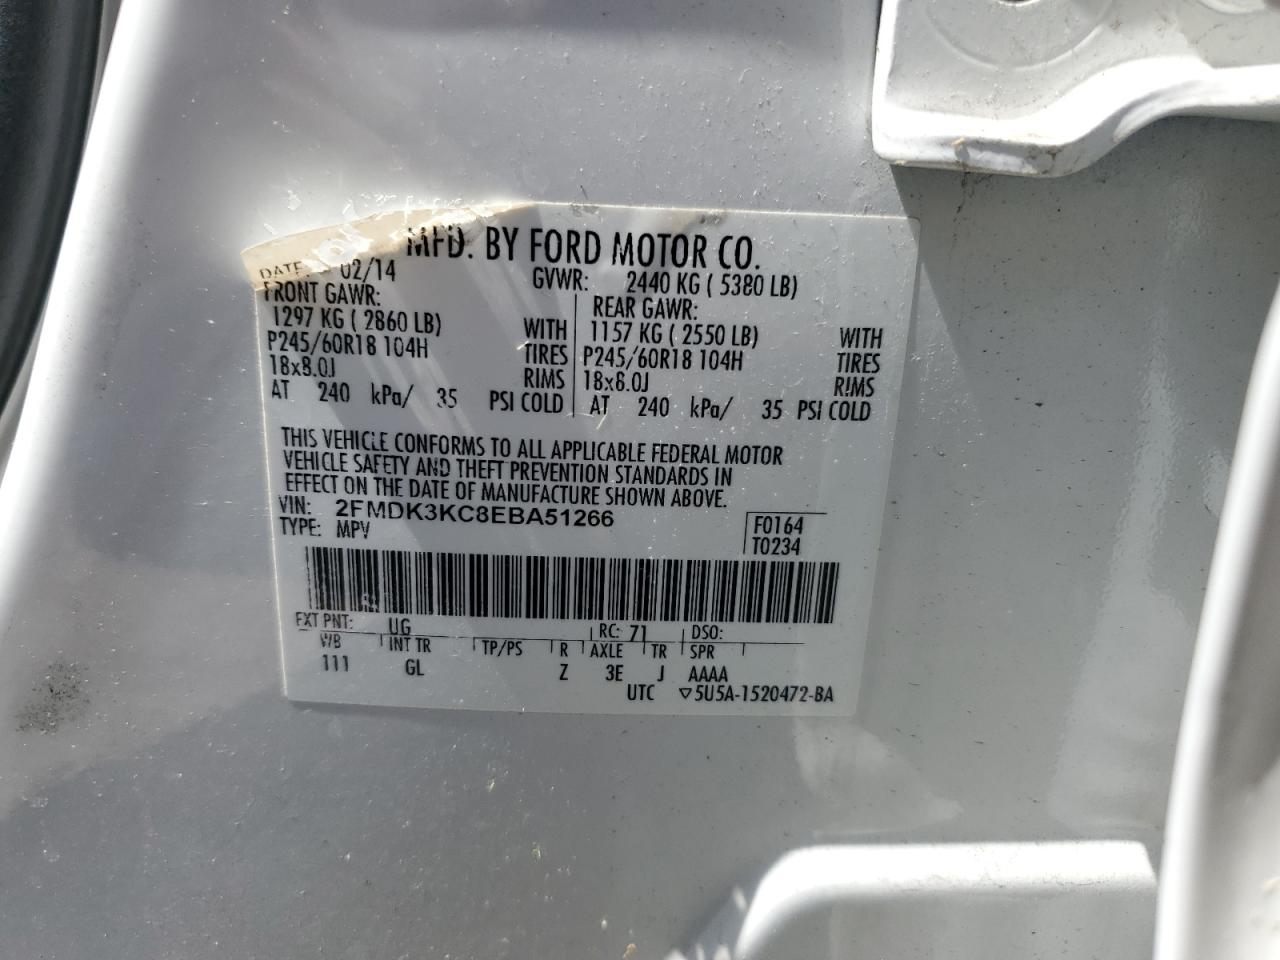 MFD. BY FORD MOTOR CO.
DATE: 02/14 GVWR: 2440 KG ( 5380 LB)
FRONT GAWR: REAR GAWR:
1297 KG ( 2860 LB) WITH 1157 KG ( 2550 LB) WITH
P245/60R18 104H TIRES P245/60R18 104H TIRES
18x8.0J RIMS 18x8.0J RIMS
AT 240 kPa/ 35 PSI COLD AT 240 kPa/ 35 PSI COLD
THIS VEHICLE CONFORMS TO ALL APPLICABLE FEDERAL MOTOR
VEHICLE SAFETY AND THEFT PREVENTION STANDARDS IN
EFFECT ON THE DATE OF MANUFACTURE SHOWN ABOVE.
VIN: 2FMDK3KC8EBA51266
TYPE: MPV
F0164
T0234
EXT PNT: UG RC: 71 DSO:
WB INT TR TP/PS R AXLE TR SPR
111 GL Z 3E J AAAA
UTC ▽5U5A-1520472-BA